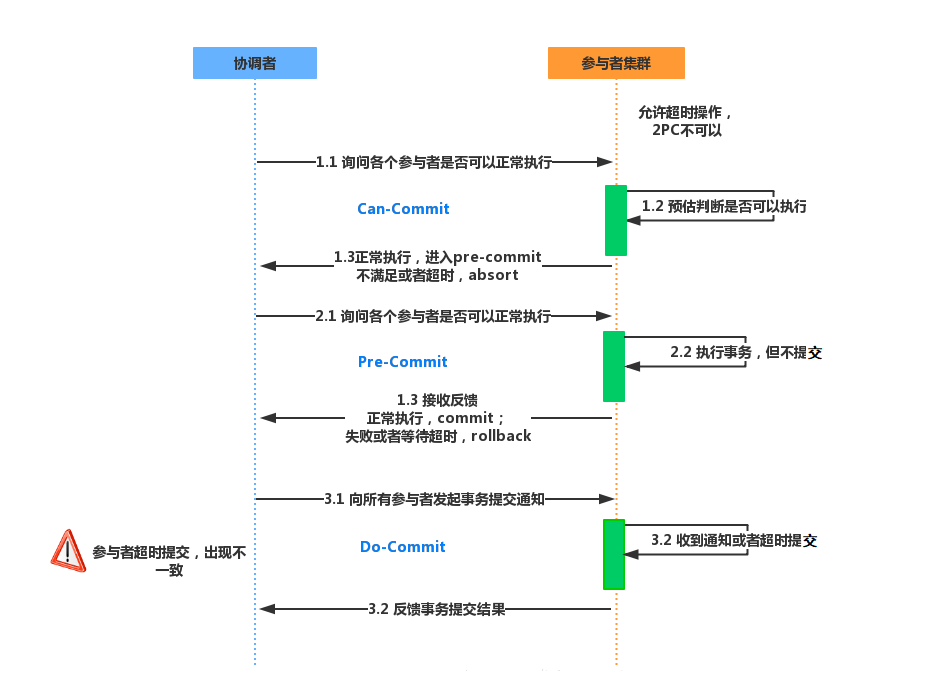 协调者
参与者集群
允许超时操作，
2PC不可以
1.1 询问各个参与者是否可以正常执行
Can-Commit
1.2 预估判断是否可以执行
1.3正常执行，进入pre-commit
不满足或者超时，absort
2.1 询问各个参与者是否可以正常执行
Pre-Commit
2.2 执行事务，但不提交
1.3 接收反馈
正常执行，commit；
失败或者等待超时，rollback
3.1 向所有参与者发起事务提交通知
Do-Commit
3.2 收到通知或者超时提交
参与者超时提交，出现不
一致
3.2 反馈事务提交结果